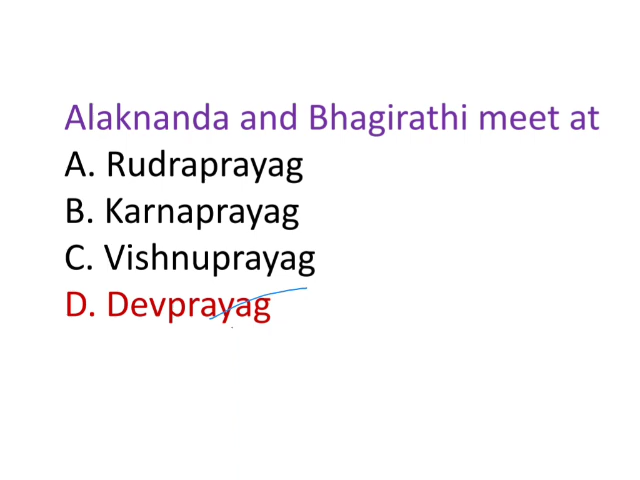 Alaknanda and Bhagirathi meet at
A. Rudraprayag
B. Karnaprayag
C. Vishnuprayag
D. Devprayag